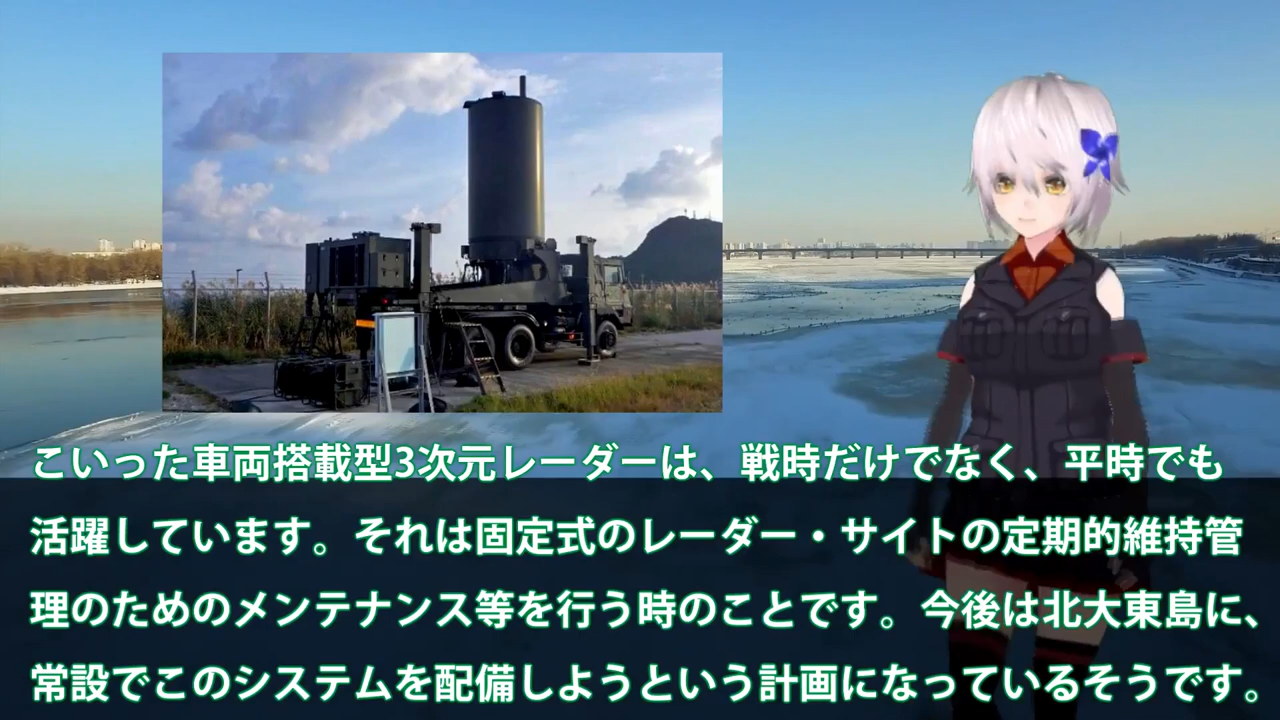 こいった車両搭載型3次元レーダーは、戦時だけでなく、平時でも
活躍しています。それは固定式のレーダー・サイトの定期的維持管
理のためのメンテナンス等を行う時のことです。今後は北大東島に、
常設でこのシステムを配備しようという計画になっているそうです。